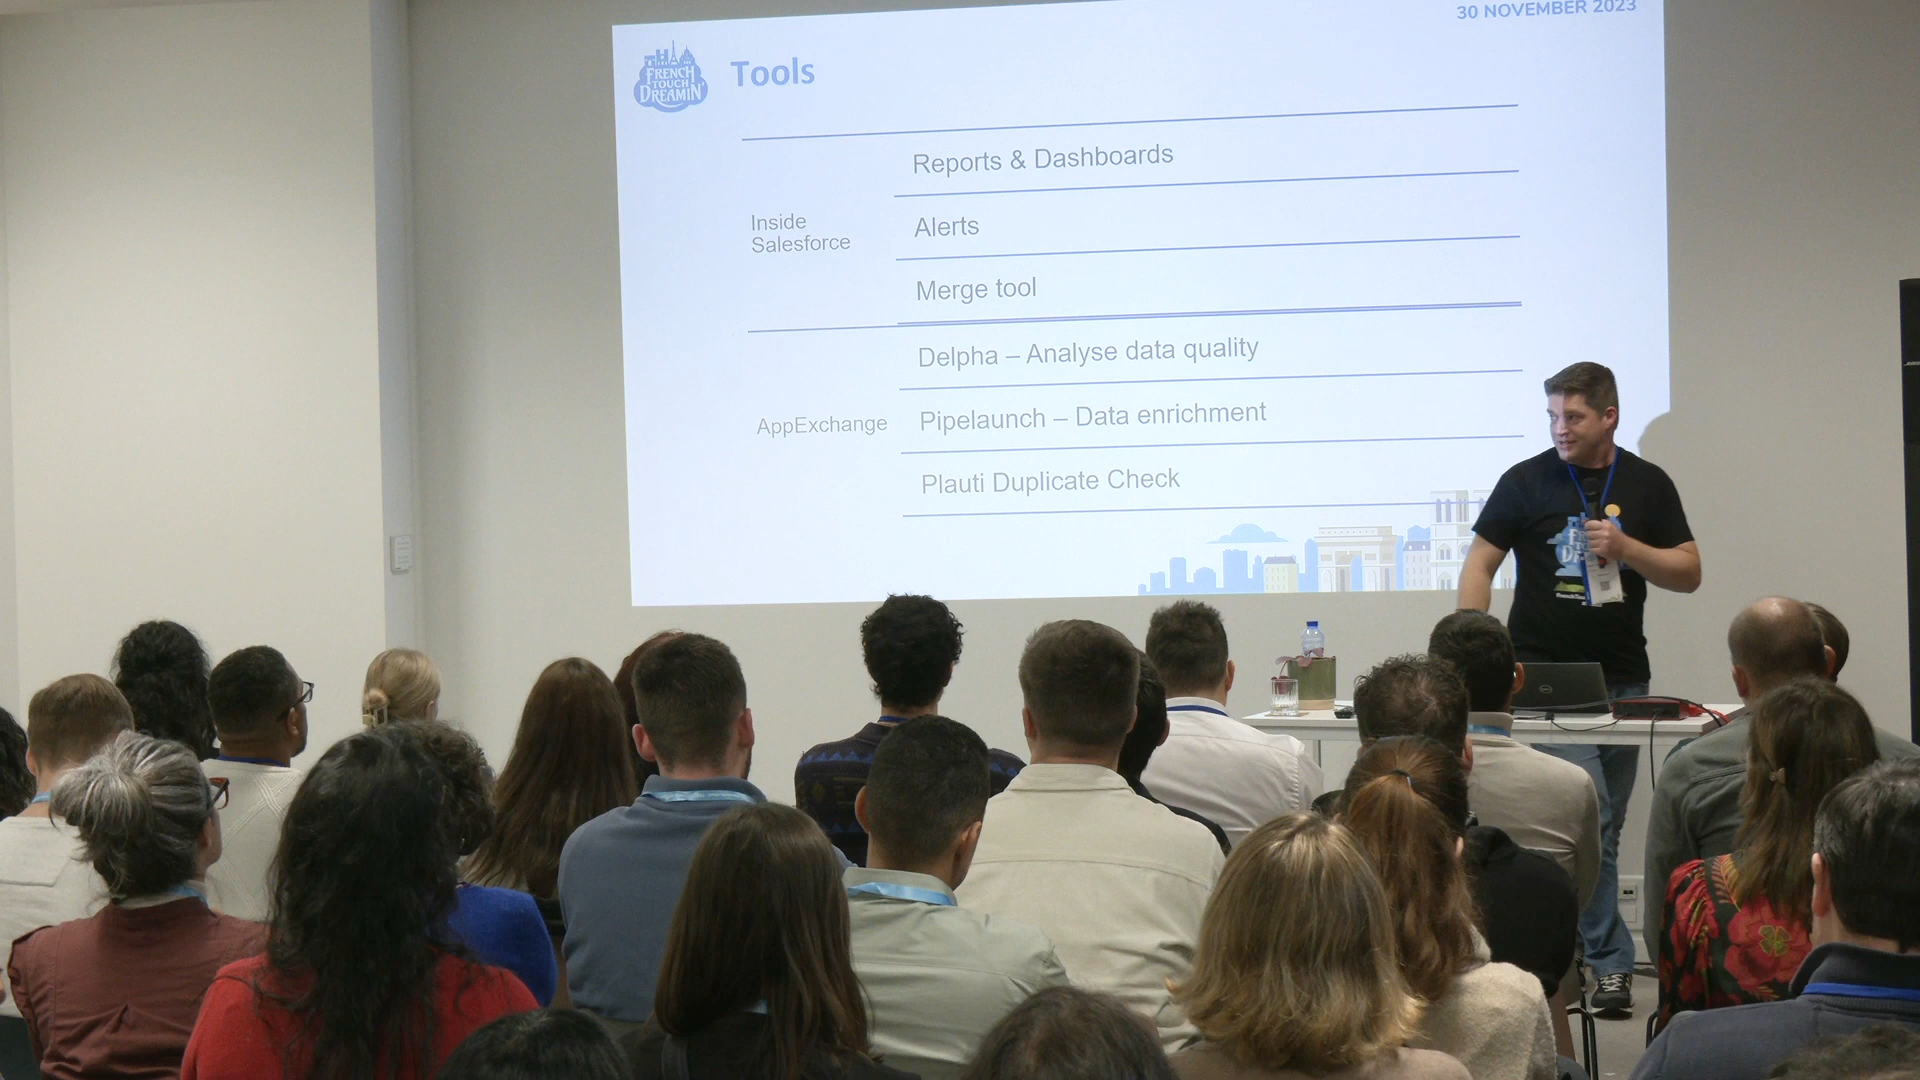 30 NOVEMBER 2023
FRENCH
TOUCH
DREAMIN'
Tools
Reports & Dashboards
Inside
Salesforce
Alerts
Merge tool
Delpha – Analyse data quality
AppExchange
Pipelaunch – Data enrichment
Plauti Duplicate Check
DELL